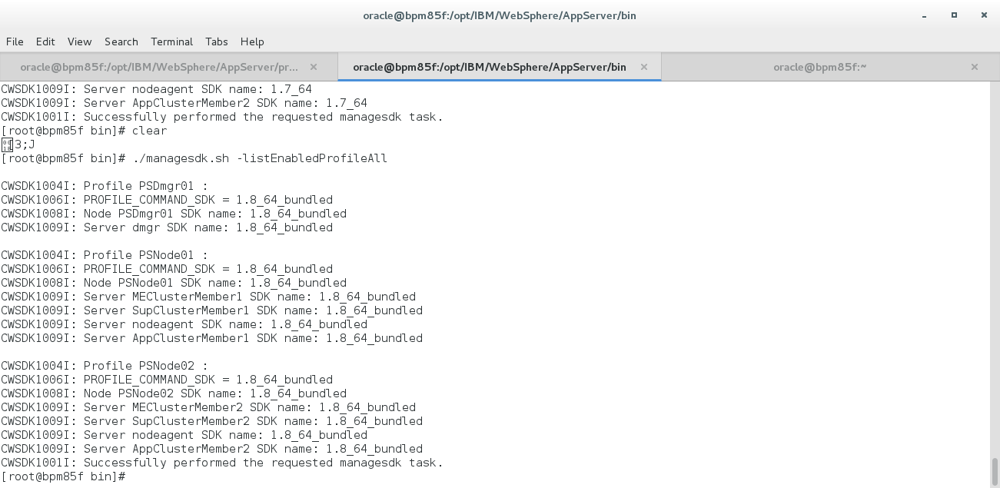 oracle@bpm85f:/opt/IBM/WebSphere/AppServer/bin
File Edit View Search Terminal Tabs Help
oracle@bpm85f:/opt/IBM/WebSphere/AppServer/pr... × oracle@bpm85f:/opt/IBM/WebSphere/AppServer/bin × oracle@bpm85f:~ ×
CWSDK1009I: Server nodeagent SDK name: 1.7_64
CWSDK1009I: Server AppClusterMember2 SDK name: 1.7_64
CWSDK1001I: Successfully performed the requested managesdk task.
[root@bpm85f bin]# clear
[3;J
[root@bpm85f bin]# ./managesdk.sh -listEnabledProfileAll
CWSDK1004I: Profile PSDmgr01 :
CWSDK1006I: PROFILE_COMMAND_SDK = 1.8_64_bundled
CWSDK1008I: Node PSDmgr01 SDK name: 1.8_64_bundled
CWSDK1009I: Server dmgr SDK name: 1.8_64_bundled
CWSDK1004I: Profile PSNode01 :
CWSDK1006I: PROFILE_COMMAND_SDK = 1.8_64_bundled
CWSDK1008I: Node PSNode01 SDK name: 1.8_64_bundled
CWSDK1009I: Server MEClusterMember1 SDK name: 1.8_64_bundled
CWSDK1009I: Server SupClusterMember1 SDK name: 1.8_64_bundled
CWSDK1009I: Server nodeagent SDK name: 1.8_64_bundled
CWSDK1009I: Server AppClusterMember1 SDK name: 1.8_64_bundled
CWSDK1004I: Profile PSNode02 :
CWSDK1006I: PROFILE_COMMAND_SDK = 1.8_64_bundled
CWSDK1008I: Node PSNode02 SDK name: 1.8_64_bundled
CWSDK1009I: Server MEClusterMember2 SDK name: 1.8_64_bundled
CWSDK1009I: Server SupClusterMember2 SDK name: 1.8_64_bundled
CWSDK1009I: Server nodeagent SDK name: 1.8_64_bundled
CWSDK1009I: Server AppClusterMember2 SDK name: 1.8_64_bundled
CWSDK1001I: Successfully performed the requested managesdk task.
[root@bpm85f bin]#